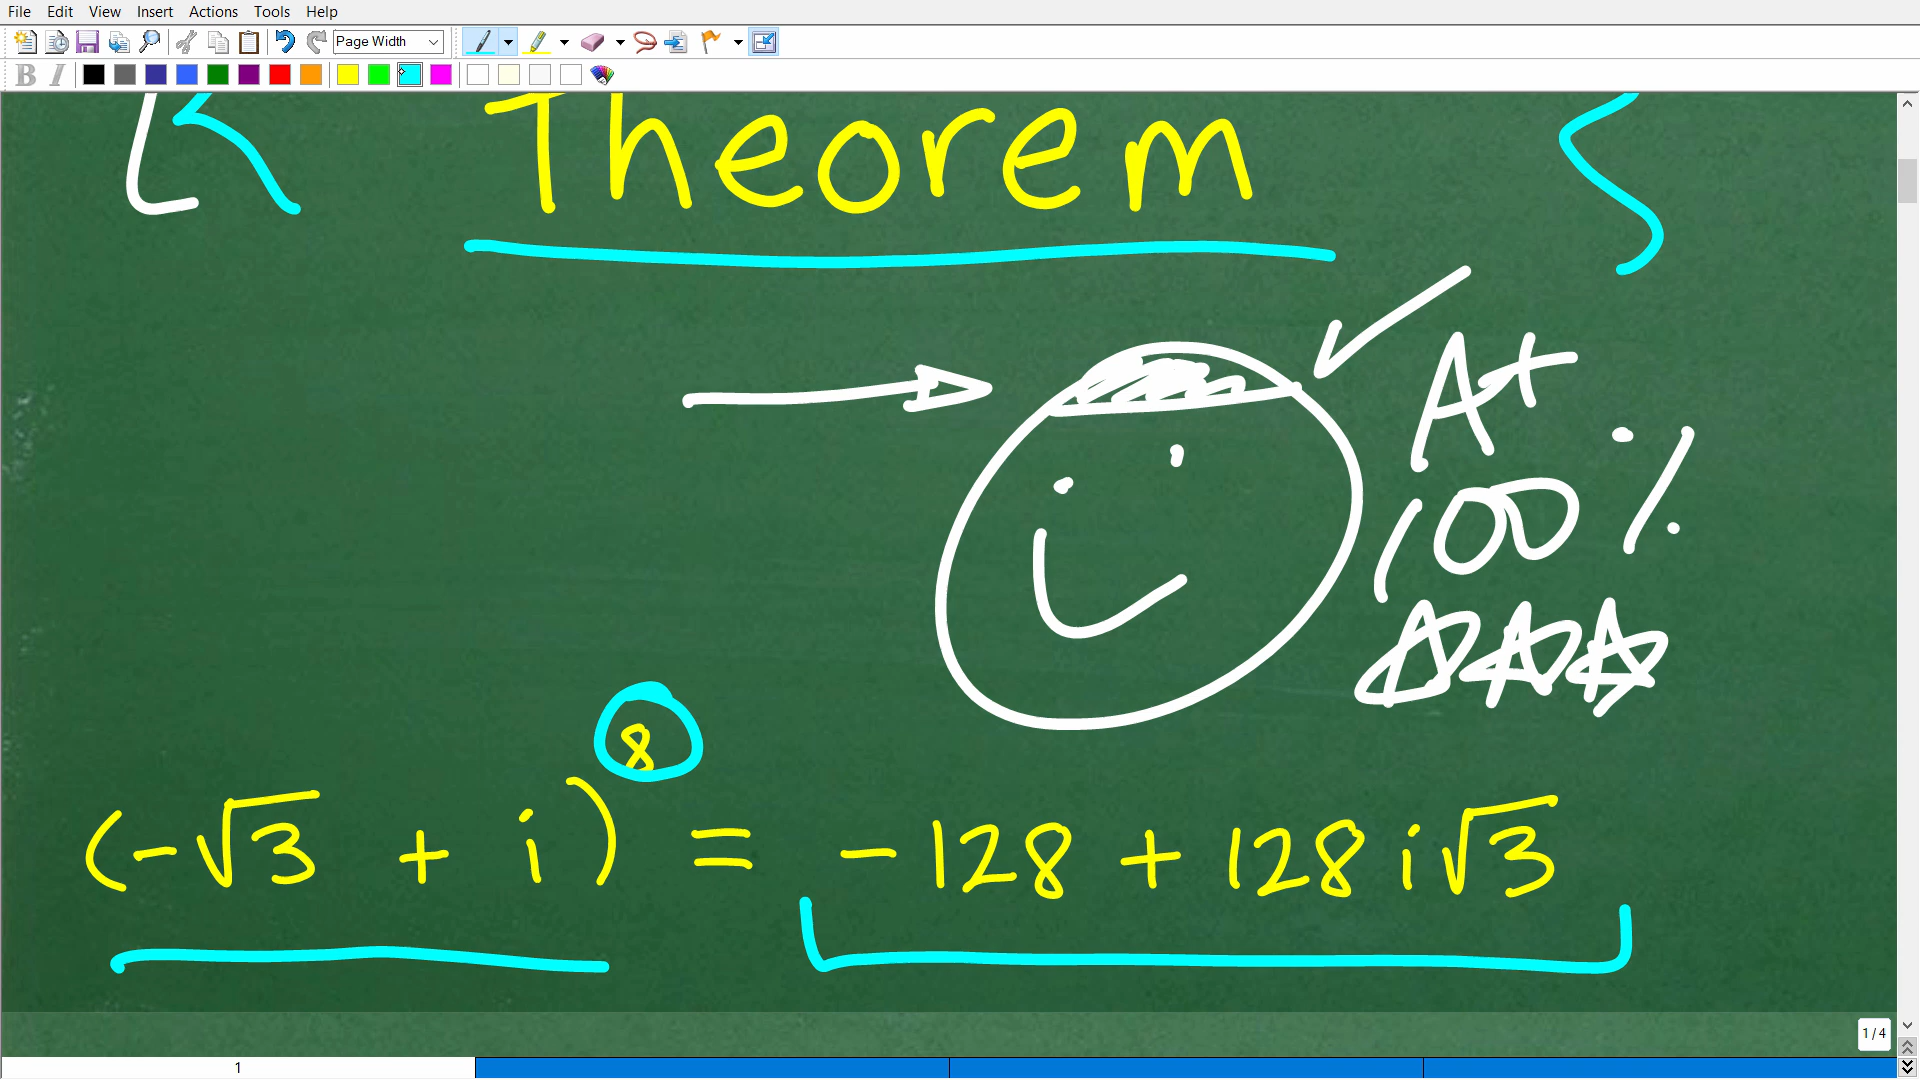 File Edit View Insert Actions Tools Help
Page Width
B I
Theorem
A+
100%
(-√3 + i)⁸ = -128 + 128i√3
1 / 4
1